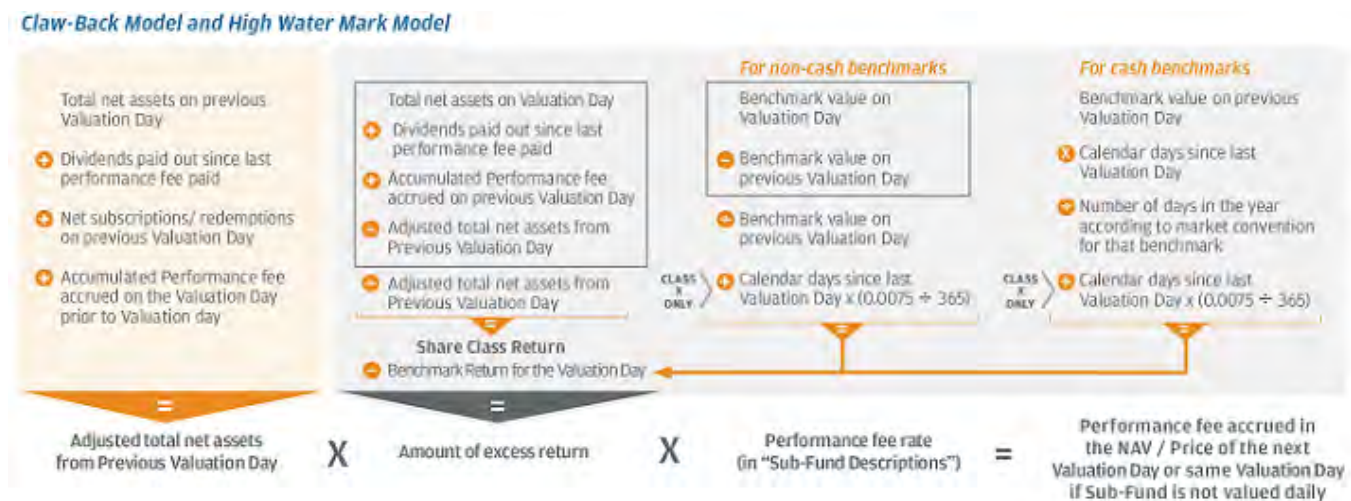 Claw-Back Model and High Water Mark Model
Total net assets on previous
Valuation Day
Dividends paid out since last
performance fee paid
Net subscriptions/ redemptions
on previous Valuation Day
Accumulated Performance fee
accrued on the Valuation Day
prior to Valuation day
=
Adjusted total net assets
from Previous Valuation Day
X
Total net assets on Valuation Day
Dividends paid out since last
performance fee paid
Accumulated Performance fee
accrued on previous Valuation Day
Adjusted total net assets from
Previous Valuation Day
Adjusted total net assets from
Previous Valuation Day
=
Share Class Return
Benchmark Return for the Valuation Day
=
Amount of excess return
X
For non-cash benchmarks
Benchmark value on
Valuation Day
Benchmark value on
previous Valuation Day
Benchmark value on
previous Valuation Day
CLASS
X
ONLY
Calendar days since last
Valuation Day x (0.0075 ÷ 365)
=
Performance fee rate
(in “Sub-Fund Descriptions”)
=
For cash benchmarks
Benchmark value on previous
Valuation Day
Calendar days since last
Valuation Day
Number of days in the year
according to market convention
for that benchmark
CLASS
X
ONLY
Calendar days since last
Valuation Day x (0.0075 ÷ 365)
=
Performance fee accrued in
the NAV / Price of the next
Valuation Day or same Valuation Day
if Sub-Fund is not valued daily